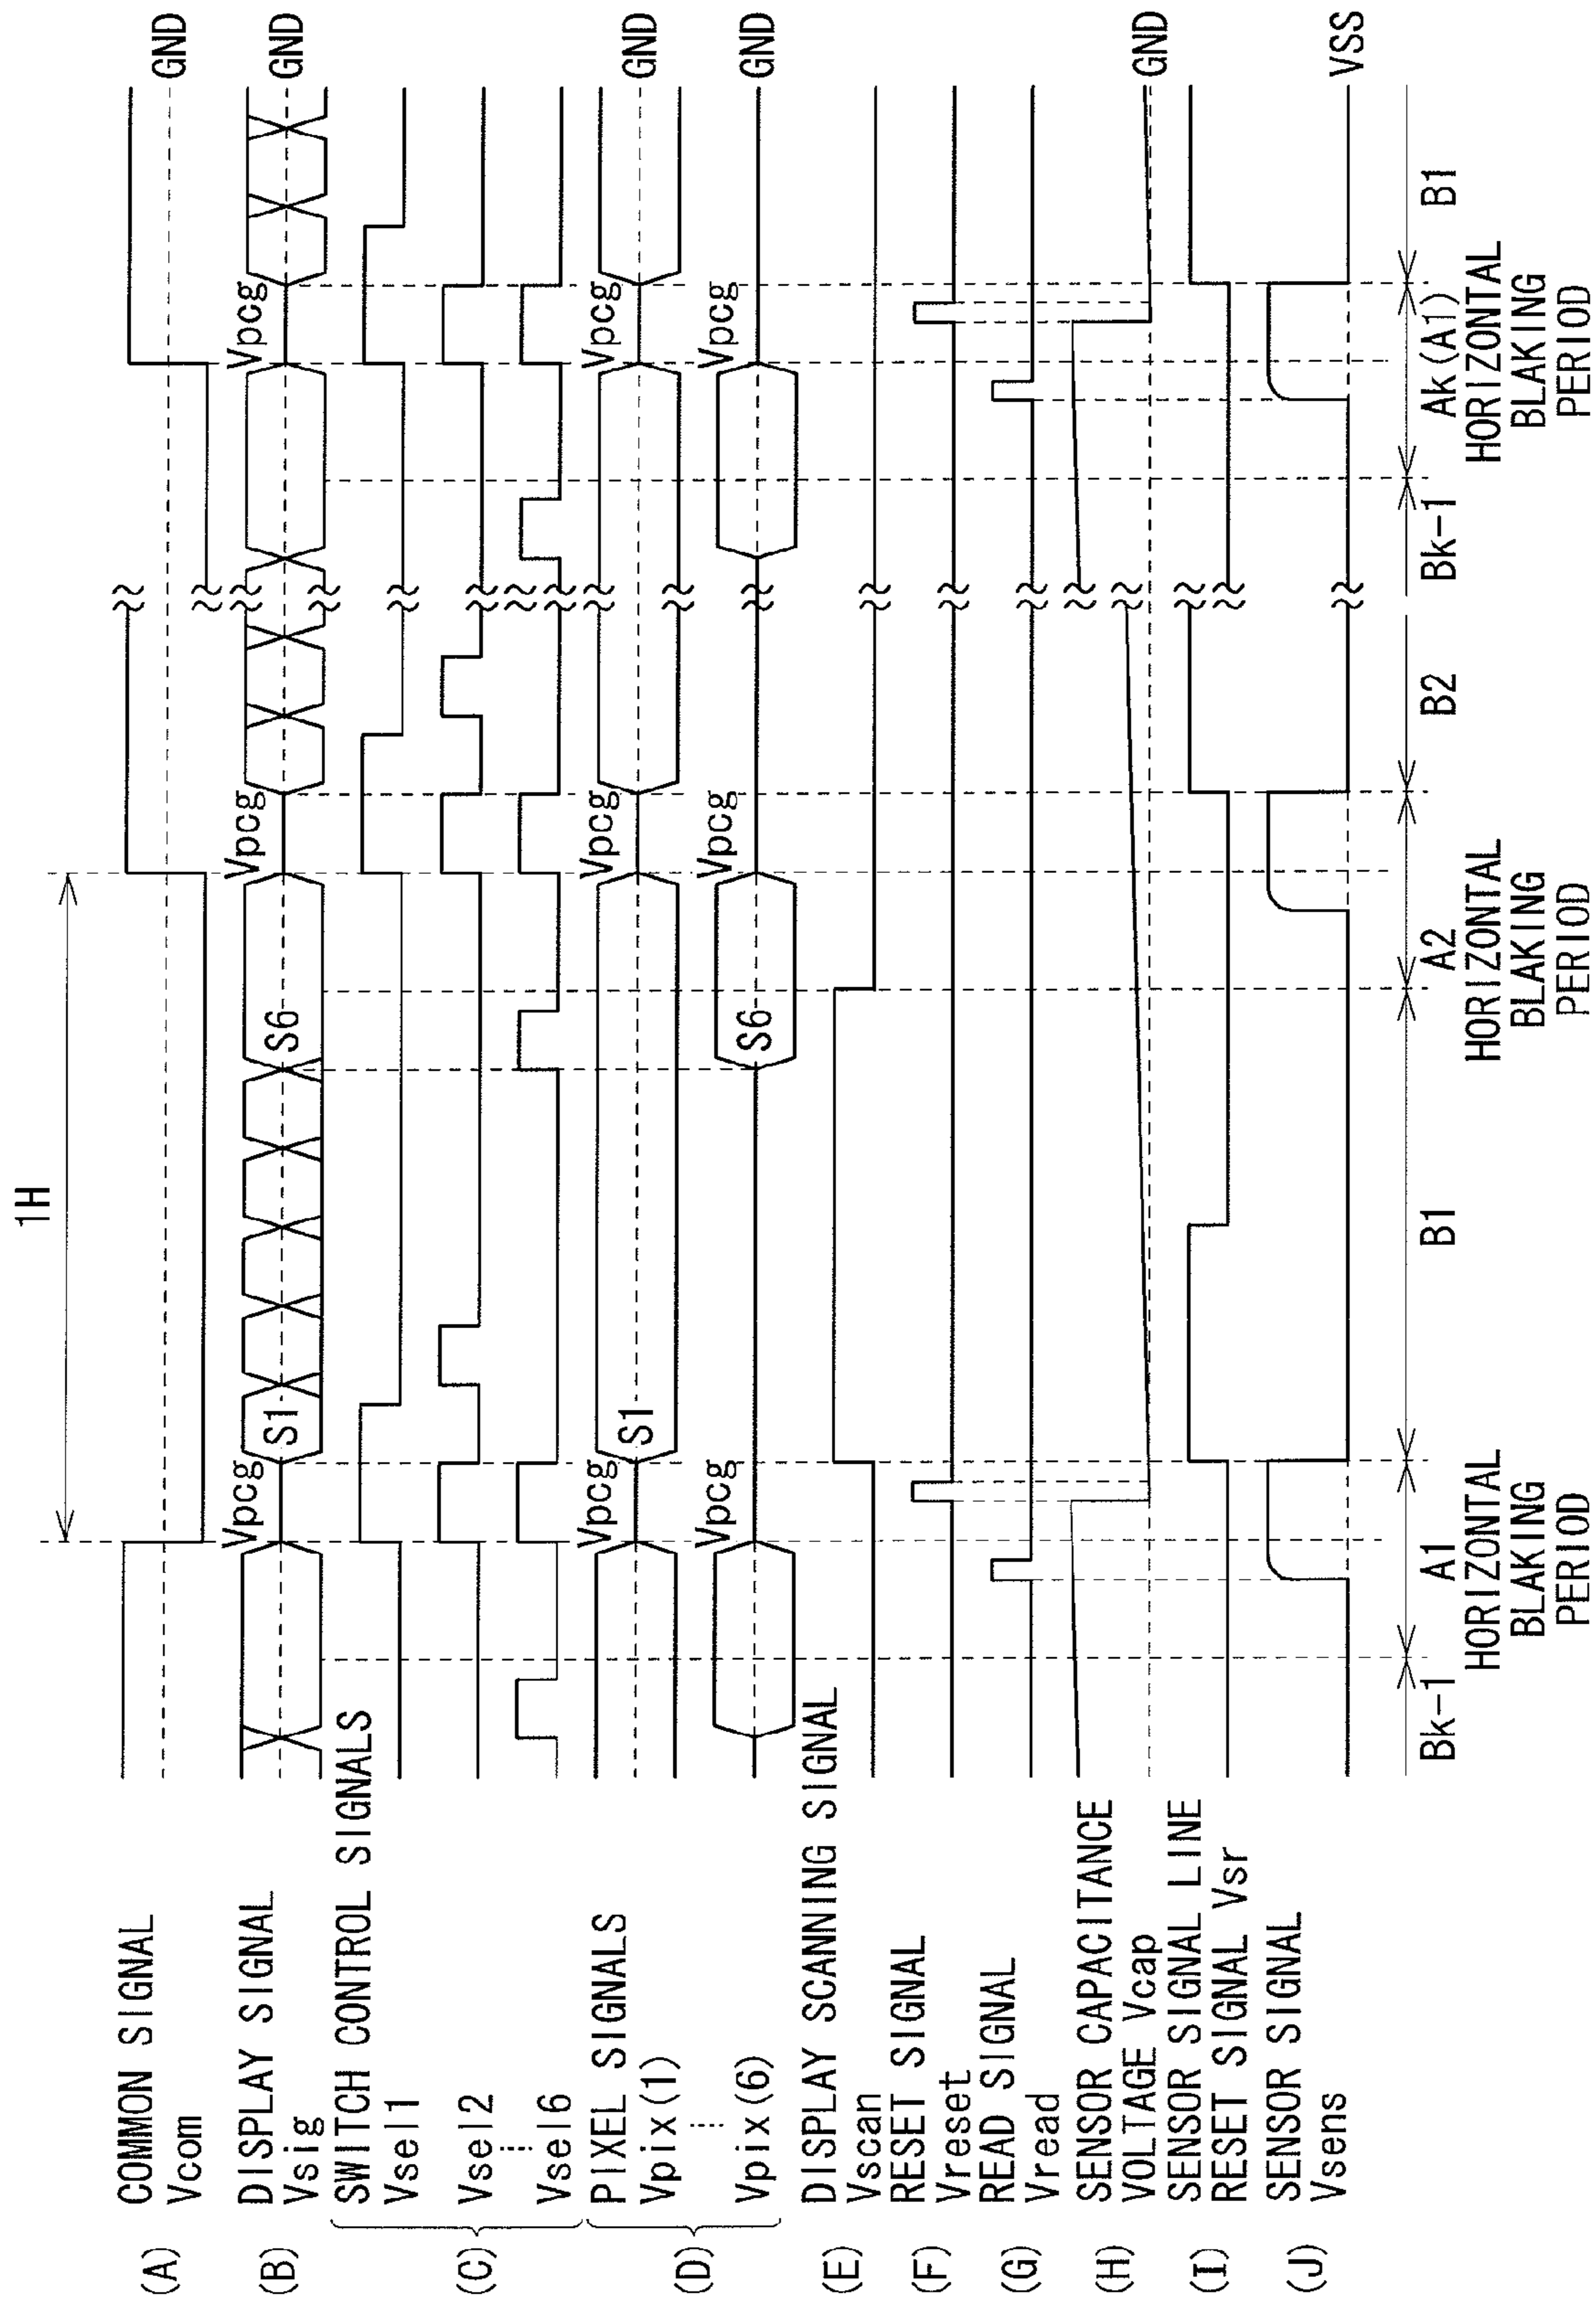 1H
(A) COMMON SIGNAL
Vcom
GND
(B) DISPLAY SIGNAL
Vsig
Vpcg S1 S6 Vpcg Vpcg GND
(C) SWITCH CONTROL SIGNALS
Vsel1
Vsel2
Vsel6
(D) PIXEL SIGNALS
Vpix(1)
Vpcg S1 Vpcg Vpcg GND
Vpix(6)
Vpcg S6 Vpcg Vpcg GND
(E) DISPLAY SCANNING SIGNAL
Vscan
(F) RESET SIGNAL
Vreset
(G) READ SIGNAL
Vread
(H) SENSOR CAPACITANCE
VOLTAGE Vcap
GND
(I) SENSOR SIGNAL LINE
RESET SIGNAL Vsr
(J) SENSOR SIGNAL
Vsens
VSS
Bk-1 A1 B1 A2 B2 Bk-1 Ak(A1) B1
HORIZONTAL HORIZONTAL HORIZONTAL
BLAKING BLAKING BLAKING
PERIOD PERIOD PERIOD